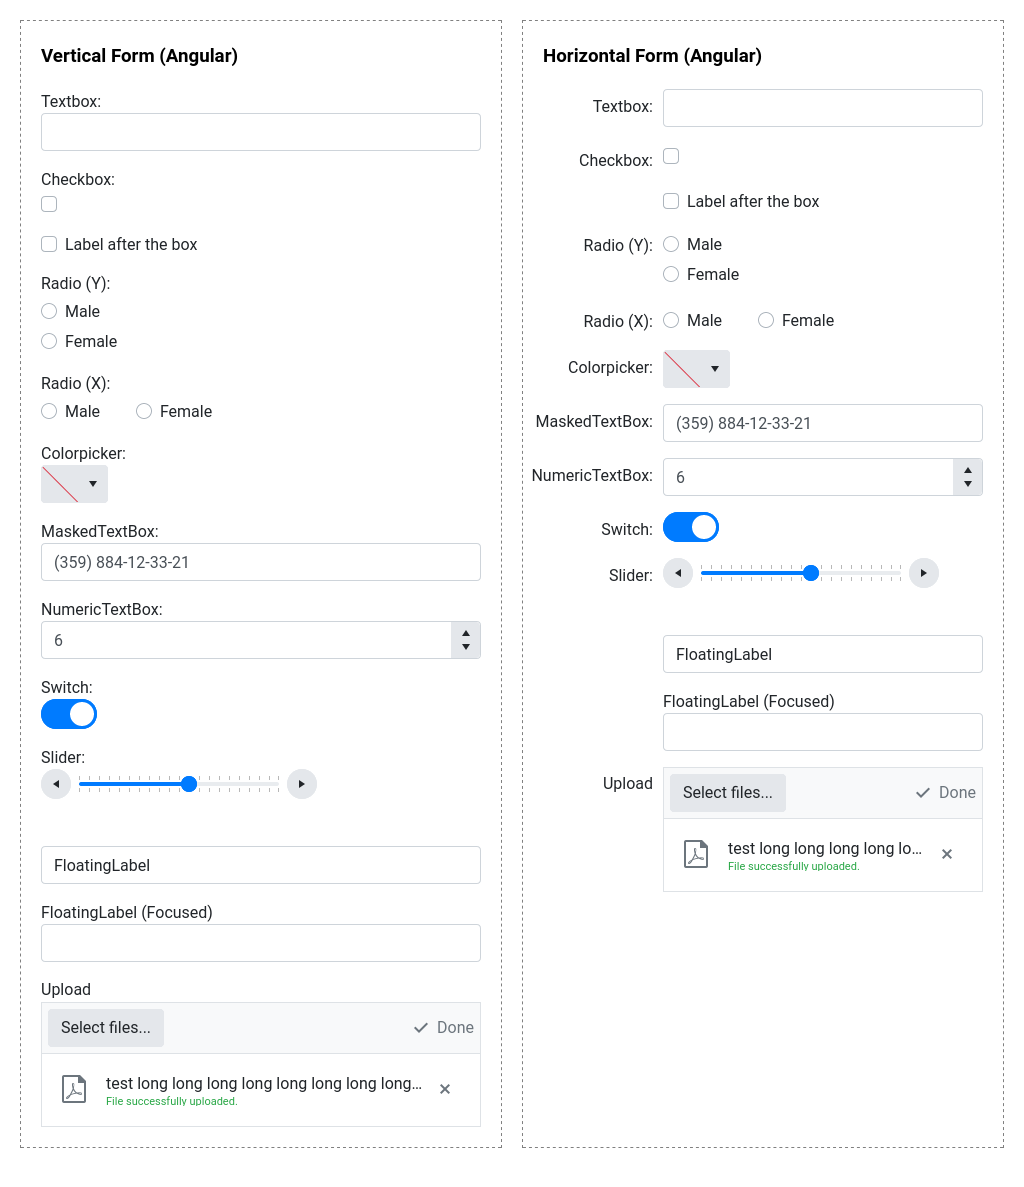 Vertical Form (Angular)
Textbox:
Checkbox:
Label after the box
Radio (Y):
Male
Female
Radio (X):
Male Female
Colorpicker:
MaskedTextBox:
(359) 884-12-33-21
NumericTextBox:
6
Switch:
Slider:
FloatingLabel
FloatingLabel (Focused)
Upload
Select files... Done
test long long long long long long long long...
File successfully uploaded.
Horizontal Form (Angular)
Textbox:
Checkbox:
Label after the box
Radio (Y): Male
Female
Radio (X): Male Female
Colorpicker:
MaskedTextBox: (359) 884-12-33-21
NumericTextBox: 6
Switch:
Slider:
FloatingLabel
FloatingLabel (Focused)
Upload Select files... Done
test long long long long lo...
File successfully uploaded.